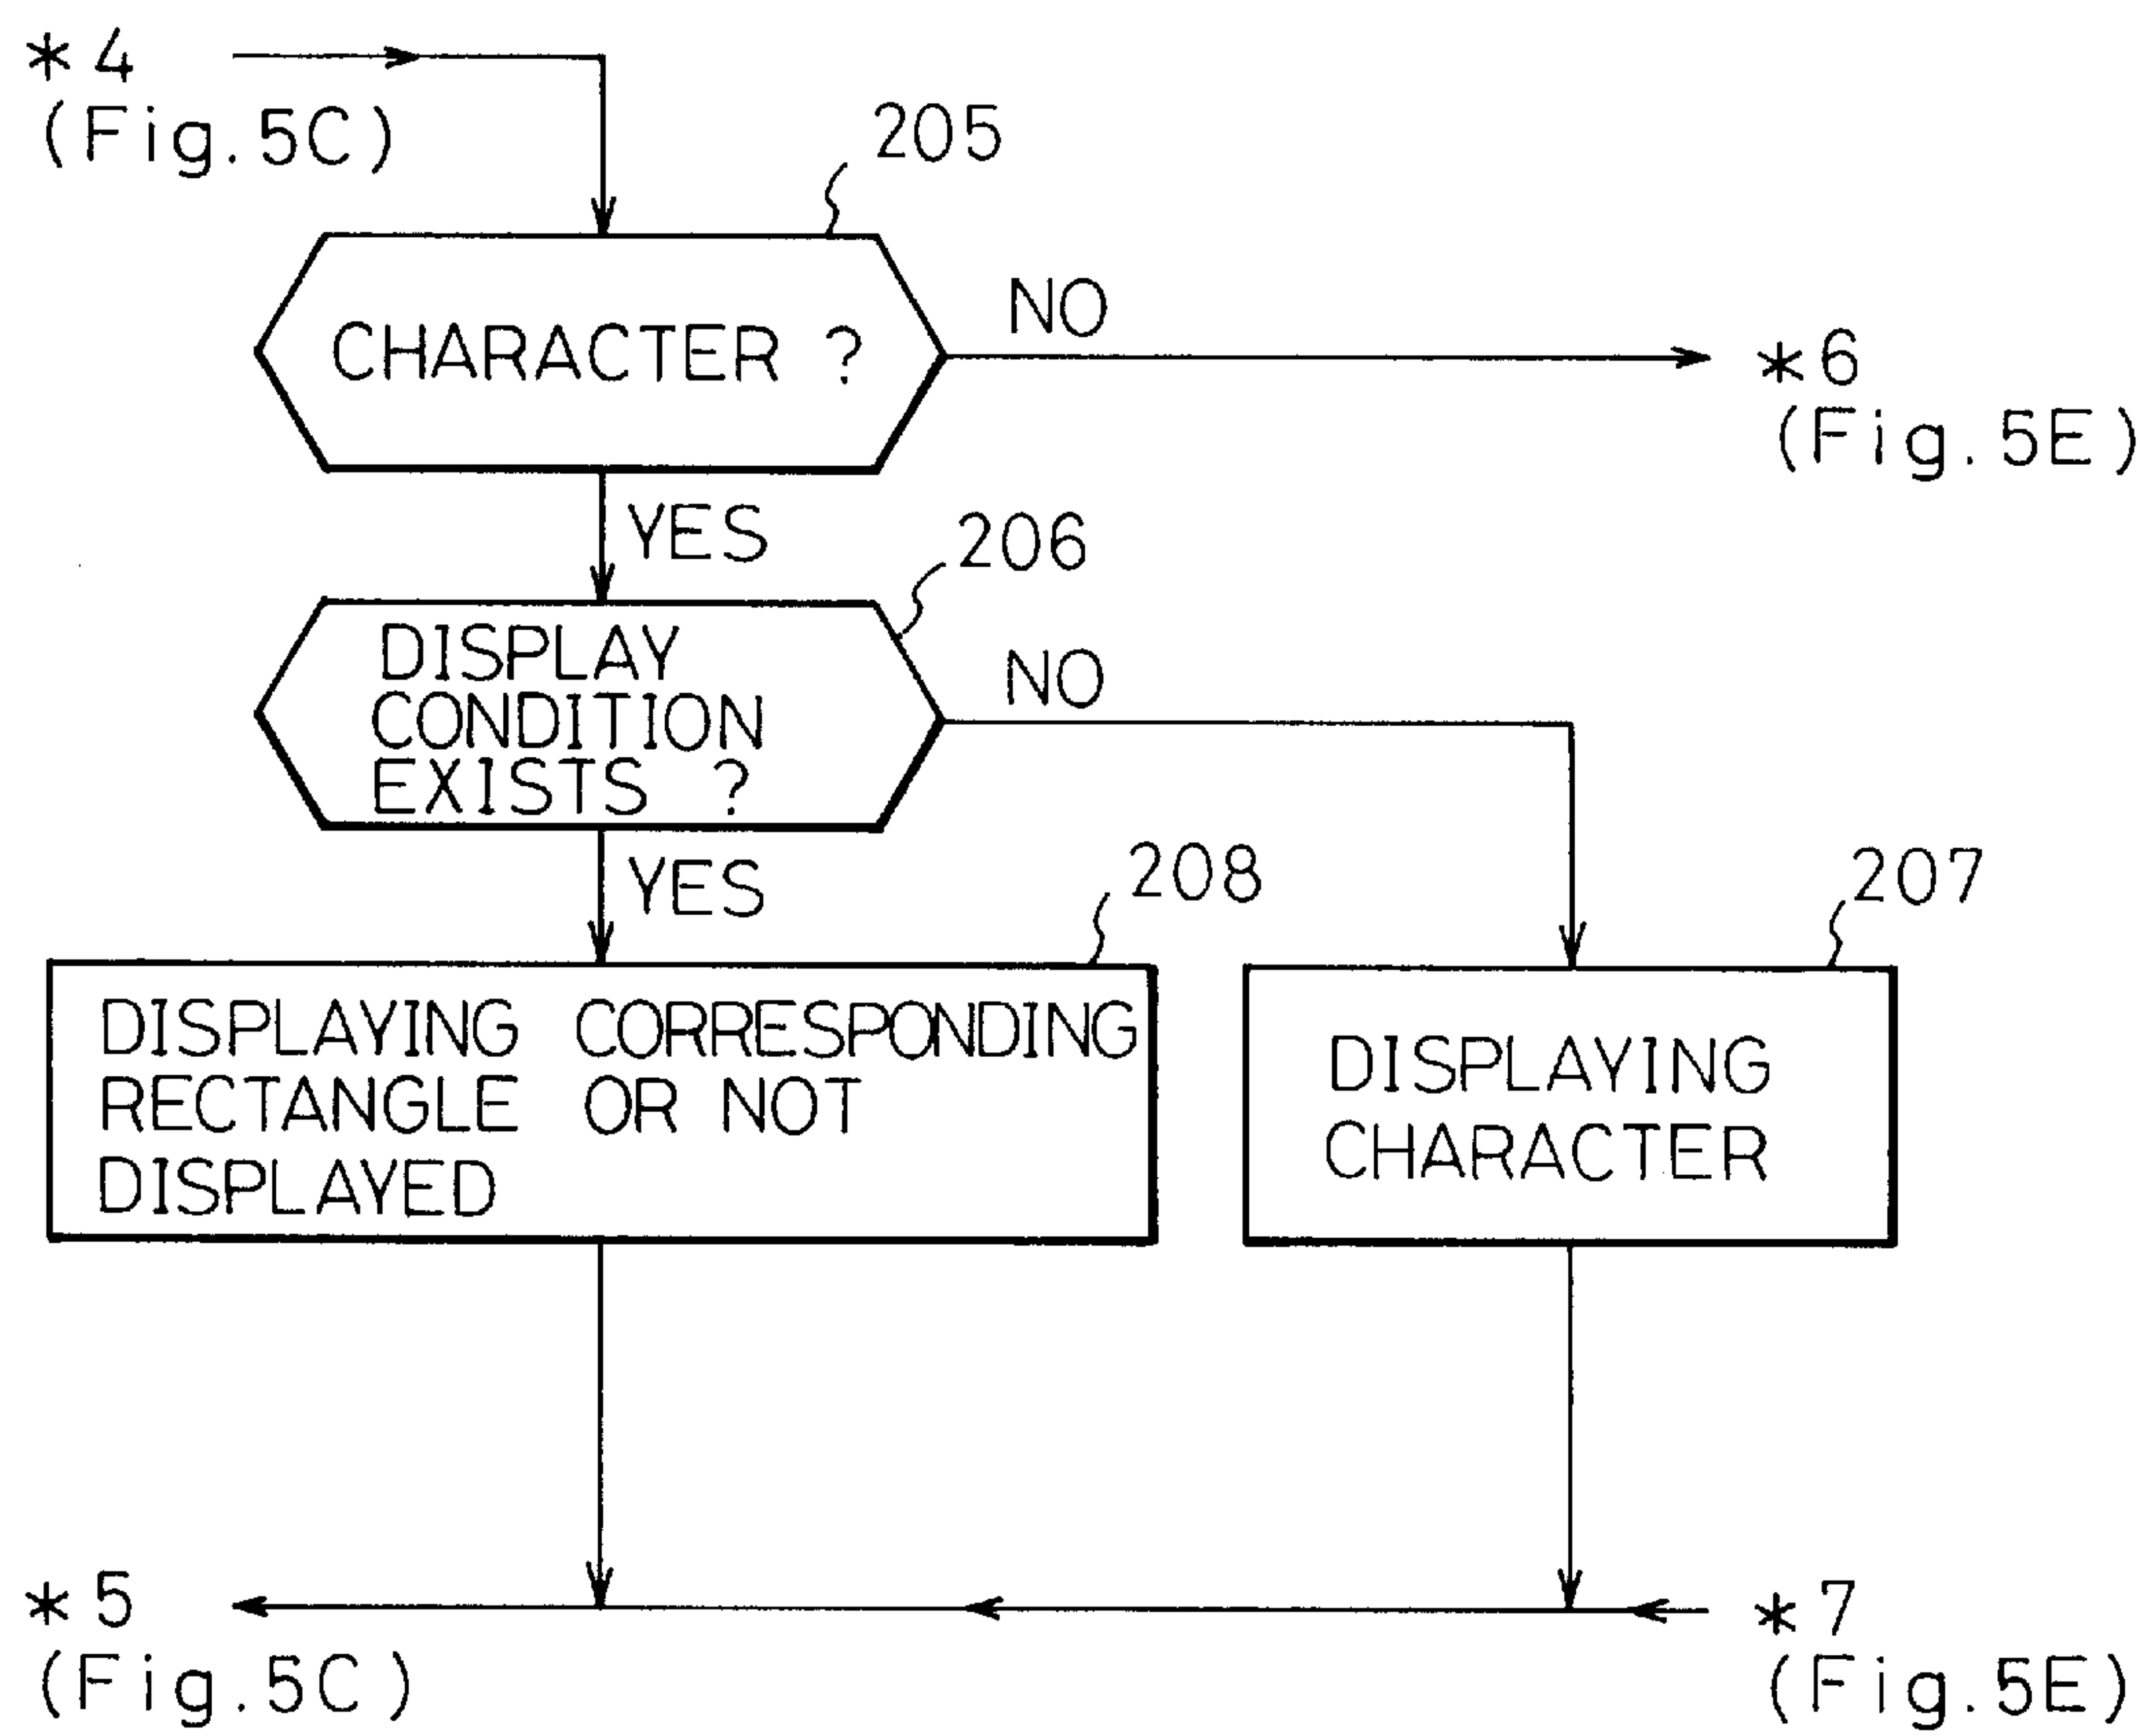 *4
(Fig.5C)
205
CHARACTER ?
NO
*6
(Fig.5E)
YES
206
DISPLAY
CONDITION
EXISTS ?
NO
YES
208
207
DISPLAYING CORRESPONDING
RECTANGLE OR NOT
DISPLAYED
DISPLAYING
CHARACTER
*5
(Fig.5C)
*7
(Fig.5E)